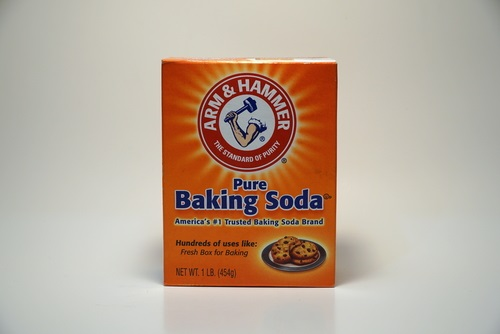 ARM & HAMMER
THE STANDARD OF PURITY
®
®
Pure
Baking Soda
America's #1 Trusted Baking Soda Brand
Hundreds of uses like:
Fresh Box for Baking
NET WT. 1 LB. (454g)